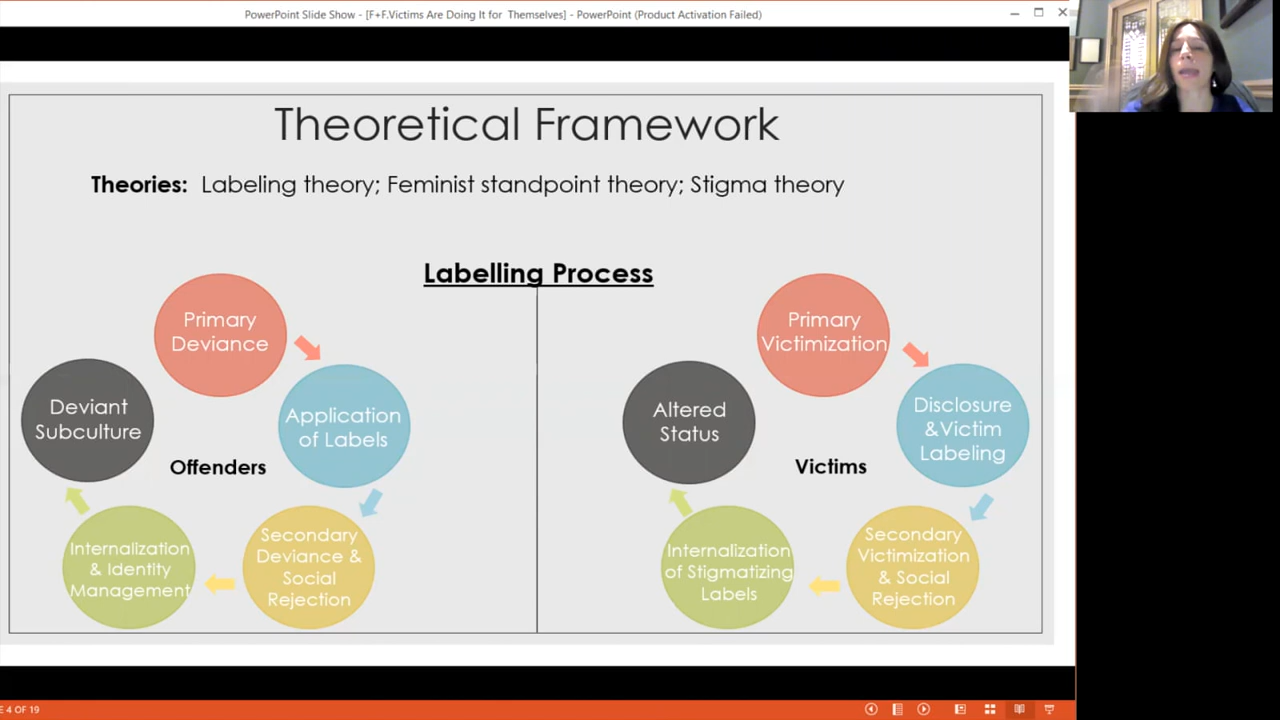 PowerPoint Slide Show - [F+F.Victims Are Doing It for Themselves] - PowerPoint (Product Activation Failed)
Theoretical Framework
Theories: Labeling theory; Feminist standpoint theory; Stigma theory
Labelling Process
Primary
Deviance
Application
of Labels
Secondary
Deviance &
Social
Rejection
Internalization
& Identity
Management
Deviant
Subculture
Offenders
Primary
Victimization
Disclosure
&Victim
Labeling
Secondary
Victimization
& Social
Rejection
Internalization
of Stigmatizing
Labels
Altered
Status
Victims
E 4 OF 19